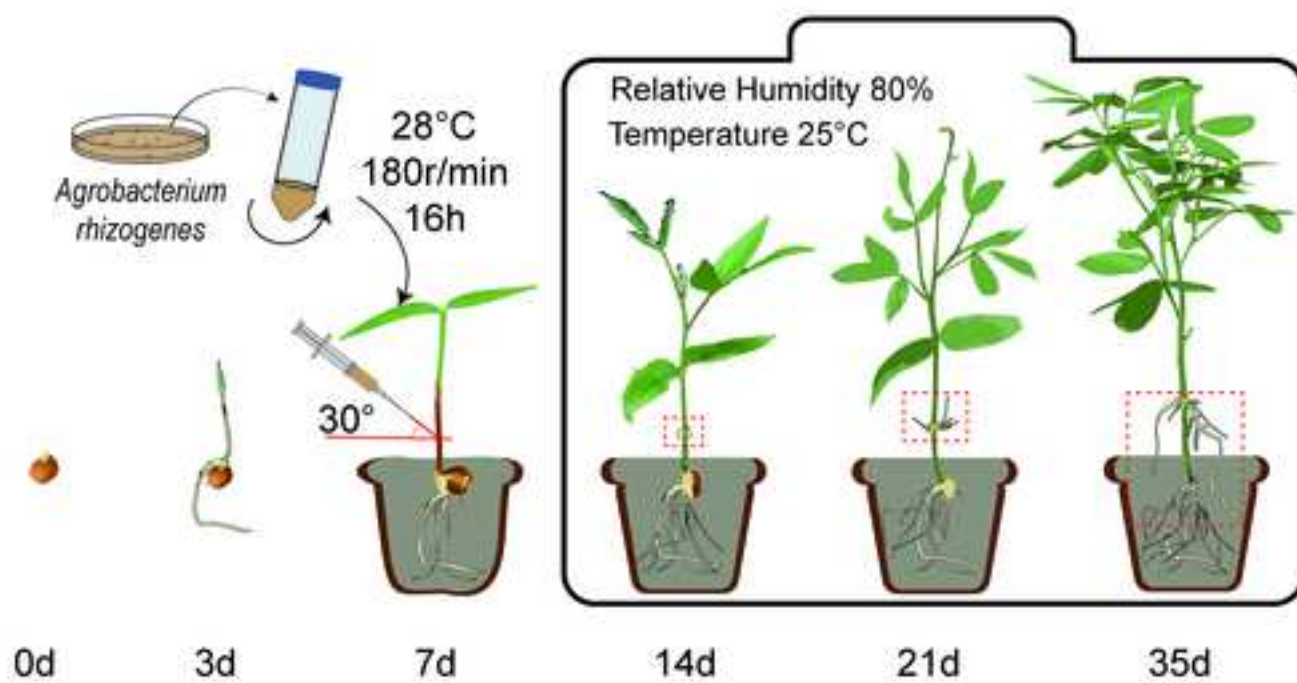 Relative Humidity 80%
Temperature 25°C
28°C
180r/min
16h
Agrobacterium
rhizogenes
30°
0d
3d
7d
14d
21d
35d